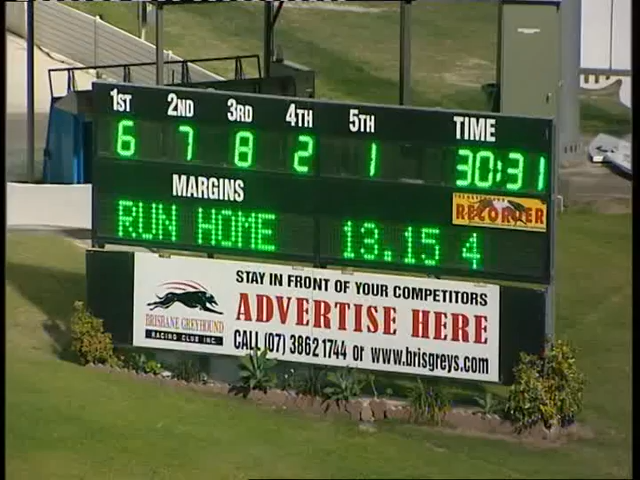 1ST 2ND 3RD 4TH 5TH TIME
6 7 8 2 1 30:31
MARGINS
RECORDER
RUN HOME 13.15 4
STAY IN FRONT OF YOUR COMPETITORS
ADVERTISE HERE
BRISBANE GREYHOUND
RACING CLUB INC.
CALL (07) 3862 1744 or www.brisgreys.com